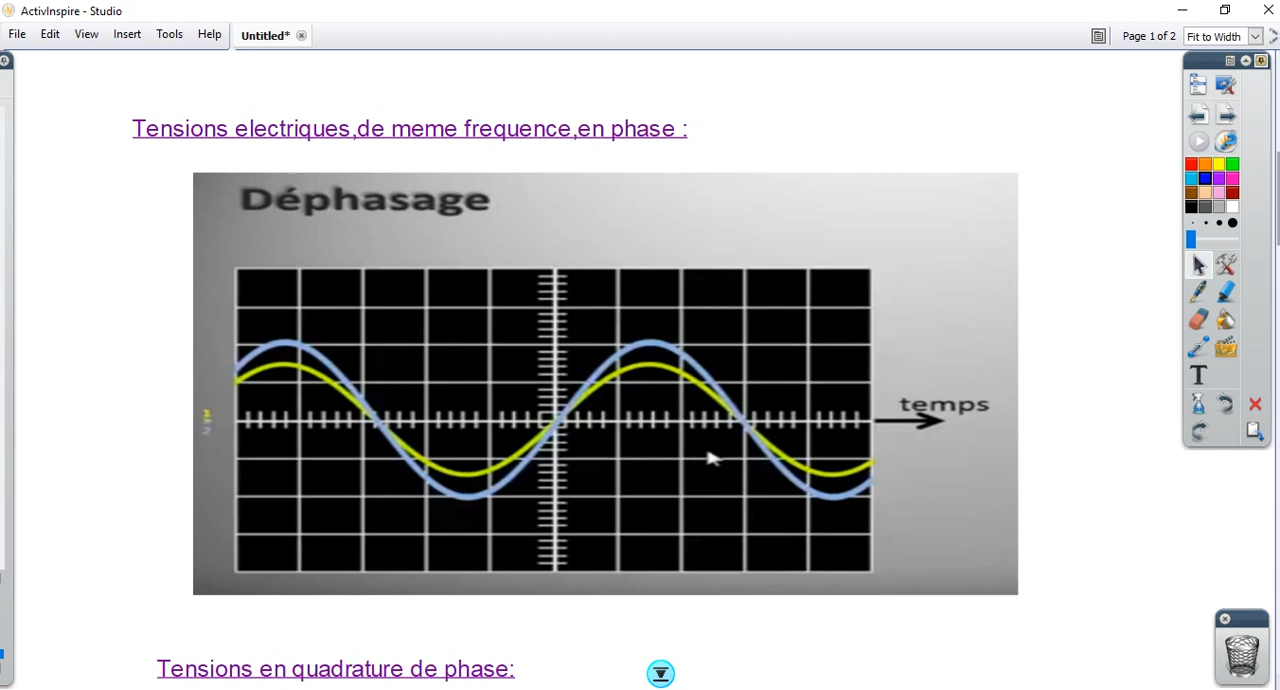 ActivInspire - Studio
File Edit View Insert Tools Help Untitled* Page 1 of 2 Fit to Width
Tensions electriques,de meme frequence,en phase :
Déphasage
temps
T
Tensions en quadrature de phase: